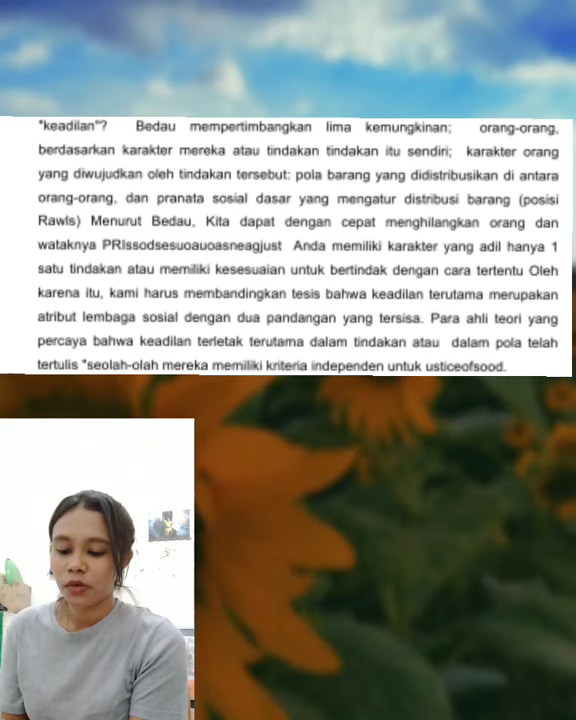 "keadilan"? Bedau mempertimbangkan lima kemungkinan; orang-orang,
berdasarkan karakter mereka atau tindakan tindakan itu sendiri; karakter orang
yang diwujudkan oleh tindakan tersebut: pola barang yang didistribusikan di antara
orang-orang, dan pranata sosial dasar yang mengatur distribusi barang (posisi
Rawls) Menurut Bedau, Kita dapat dengan cepat menghilangkan orang dan
wataknya PRIssodsesuoauoasneagjust Anda memiliki karakter yang adil hanya 1
satu tindakan atau memiliki kesesuaian untuk bertindak dengan cara tertentu Oleh
karena itu, kami harus membandingkan tesis bahwa keadilan terutama merupakan
atribut lembaga sosial dengan dua pandangan yang tersisa. Para ahli teori yang
percaya bahwa keadilan terletak terutama dalam tindakan atau dalam pola telah
tertulis "seolah-olah mereka memiliki kriteria independen untuk usticeofsood.